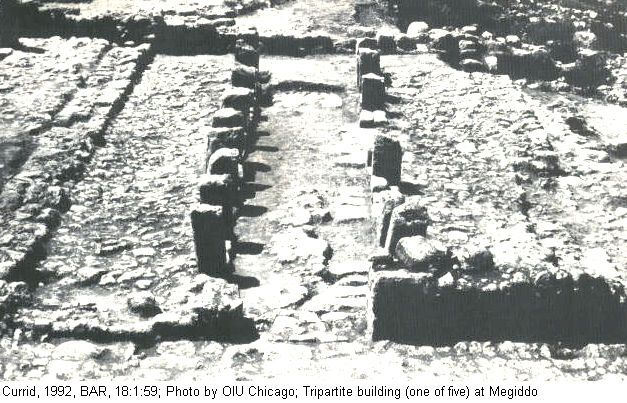 Currid, 1992, BAR, 18:1:59; Photo by OIU Chicago; Tripartite building (one of five) at Megiddo